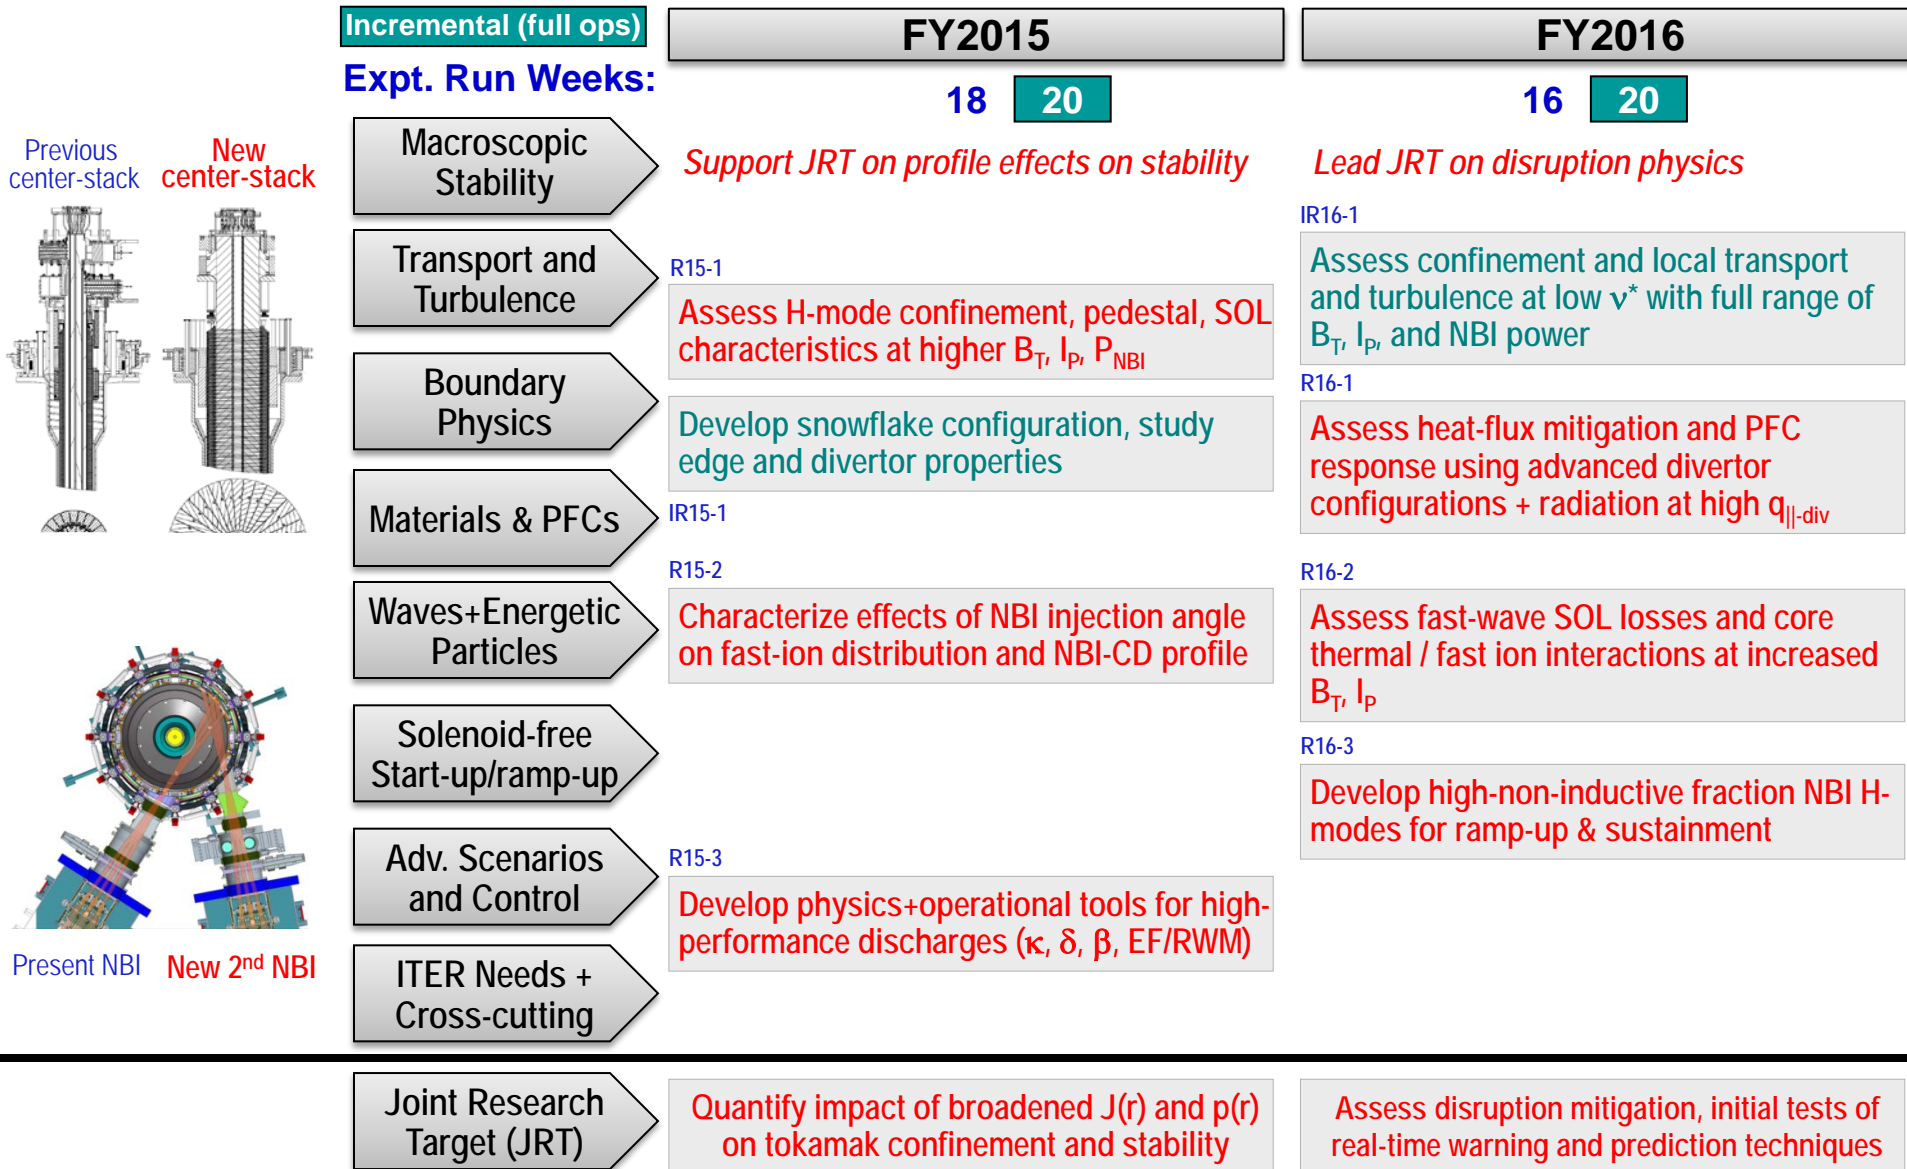 Incremental (full ops)
FY2015
FY2016
Expt. Run Weeks:
18
20
16
20
Previous
center-stack
New
center-stack
Macroscopic
Stability
Support JRT on profile effects on stability
Lead JRT on disruption physics
Transport and
Turbulence
R15-1
Assess H-mode confinement, pedestal, SOL
characteristics at higher B_T, I_P, P_NBI
IR16-1
Assess confinement and local transport
and turbulence at low ν* with full range of
B_T, I_P, and NBI power
Boundary
Physics
Develop snowflake configuration, study
edge and divertor properties
IR15-1
R16-1
Assess heat-flux mitigation and PFC
response using advanced divertor
configurations + radiation at high q_||-div
Materials & PFCs
Waves+Energetic
Particles
R15-2
Characterize effects of NBI injection angle
on fast-ion distribution and NBI-CD profile
R16-2
Assess fast-wave SOL losses and core
thermal / fast ion interactions at increased
B_T, I_P
Solenoid-free
Start-up/ramp-up
R16-3
Develop high-non-inductive fraction NBI H-
modes for ramp-up & sustainment
Adv. Scenarios
and Control
R15-3
Develop physics+operational tools for high-
performance discharges (κ, δ, β, EF/RWM)
Present NBI
New 2nd NBI
ITER Needs +
Cross-cutting
Joint Research
Target (JRT)
Quantify impact of broadened J(r) and p(r)
on tokamak confinement and stability
Assess disruption mitigation, initial tests of
real-time warning and prediction techniques